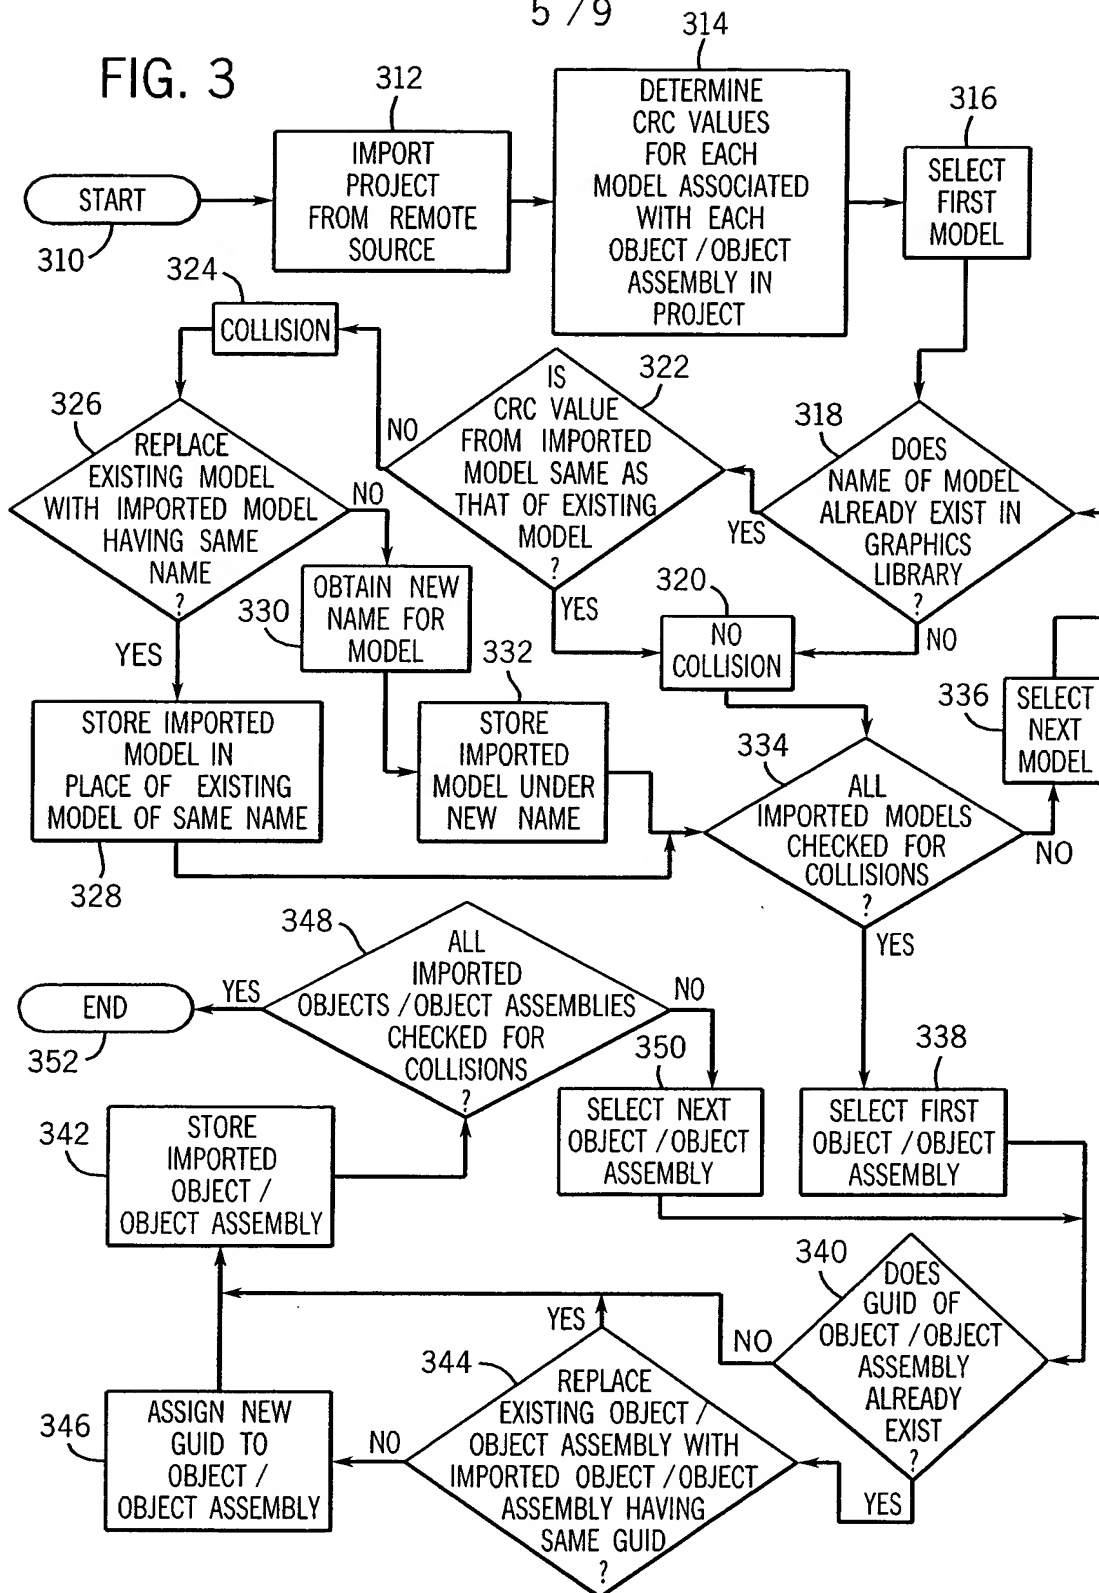 5 / 9
FIG. 3
START
310
312
IMPORT
PROJECT
FROM REMOTE
SOURCE
314
DETERMINE
CRC VALUES
FOR EACH
MODEL ASSOCIATED
WITH EACH
OBJECT / OBJECT
ASSEMBLY IN
PROJECT
316
SELECT
FIRST
MODEL
324
COLLISION
326
REPLACE
EXISTING MODEL
WITH IMPORTED MODEL
HAVING SAME
NAME
?
NO
YES
322
IS
CRC VALUE
FROM IMPORTED
MODEL SAME AS
THAT OF EXISTING
MODEL
?
NO
YES
318
DOES
NAME OF MODEL
ALREADY EXIST IN
GRAPHICS
LIBRARY
?
YES
NO
330
OBTAIN NEW
NAME FOR
MODEL
320
NO
COLLISION
328
STORE IMPORTED
MODEL IN
PLACE OF EXISTING
MODEL OF SAME NAME
332
STORE
IMPORTED
MODEL UNDER
NEW NAME
334
ALL
IMPORTED MODELS
CHECKED FOR
COLLISIONS
?
NO
YES
336
SELECT
NEXT
MODEL
348
ALL
IMPORTED
OBJECTS / OBJECT ASSEMBLIES
CHECKED FOR
COLLISIONS
?
YES
NO
END
352
350
SELECT NEXT
OBJECT / OBJECT
ASSEMBLY
338
SELECT FIRST
OBJECT / OBJECT
ASSEMBLY
342
STORE
IMPORTED
OBJECT /
OBJECT ASSEMBLY
340
DOES
GUID OF
OBJECT / OBJECT
ASSEMBLY
ALREADY
EXIST
?
NO
YES
344
REPLACE
EXISTING OBJECT /
OBJECT ASSEMBLY WITH
IMPORTED OBJECT / OBJECT
ASSEMBLY HAVING
SAME GUID
?
YES
NO
346
ASSIGN NEW
GUID TO
OBJECT /
OBJECT ASSEMBLY